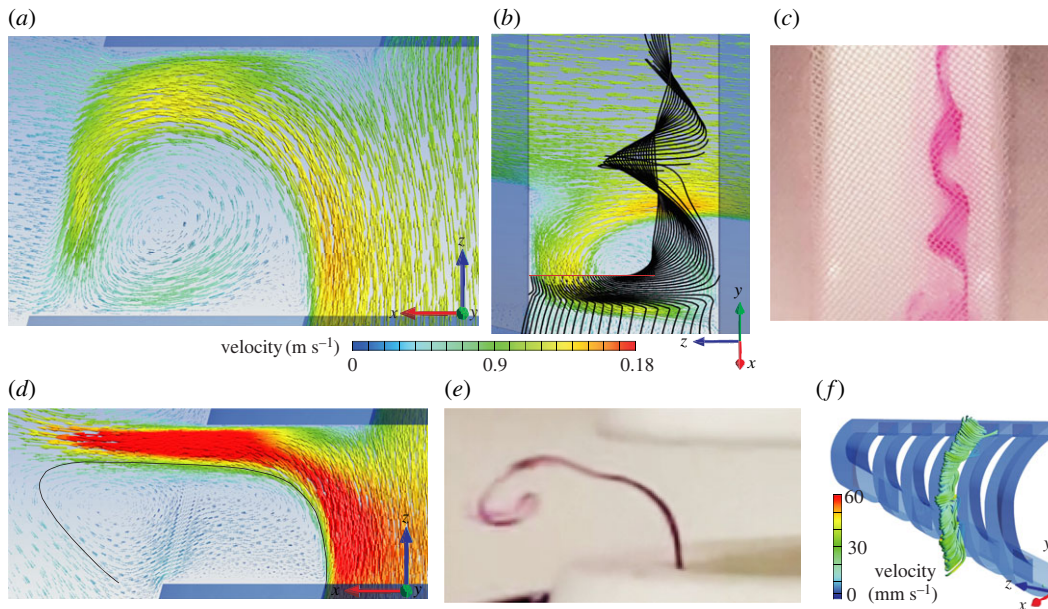 (a)
(b)
(c)
z
x
y
y
z
x
velocity (m s⁻¹)
0
0.9
0.18
(d)
(e)
(f)
z
x
y
60
30
0
velocity
(mm s⁻¹)
y
z
x